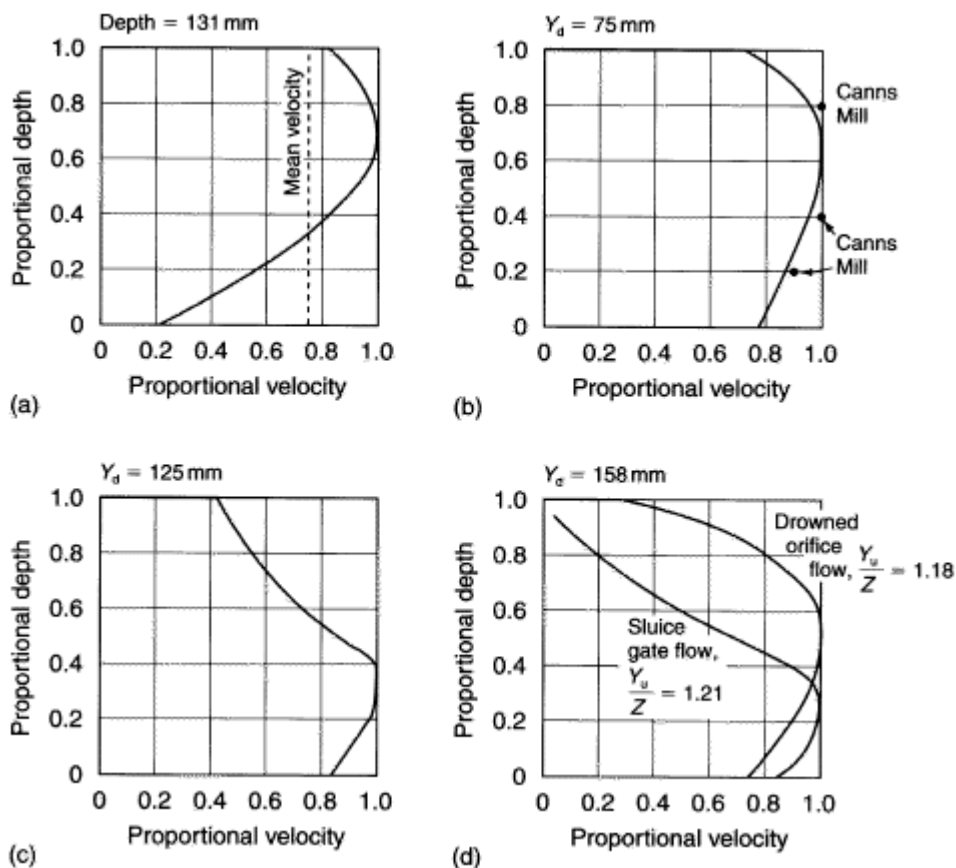 Depth = 131 mm
1.0
0.8
0.6
0.4
0.2
0
Proportional depth
Mean velocity
0 0.2 0.4 0.6 0.8 1.0
Proportional velocity
(a)
Yd = 75 mm
1.0
0.8
0.6
0.4
0.2
0
Proportional depth
Canns
Mill
Canns
Mill
0 0.2 0.4 0.6 0.8 1.0
Proportional velocity
(b)
Yd = 125 mm
1.0
0.8
0.6
0.4
0.2
0
Proportional depth
0 0.2 0.4 0.6 0.8 1.0
Proportional velocity
(c)
Yd = 158 mm
1.0
0.8
0.6
0.4
0.2
0
Proportional depth
Drowned
orifice
flow, Yu/Z = 1.18
Sluice
gate flow,
Yu/Z = 1.21
0 0.2 0.4 0.6 0.8 1.0
Proportional velocity
(d)